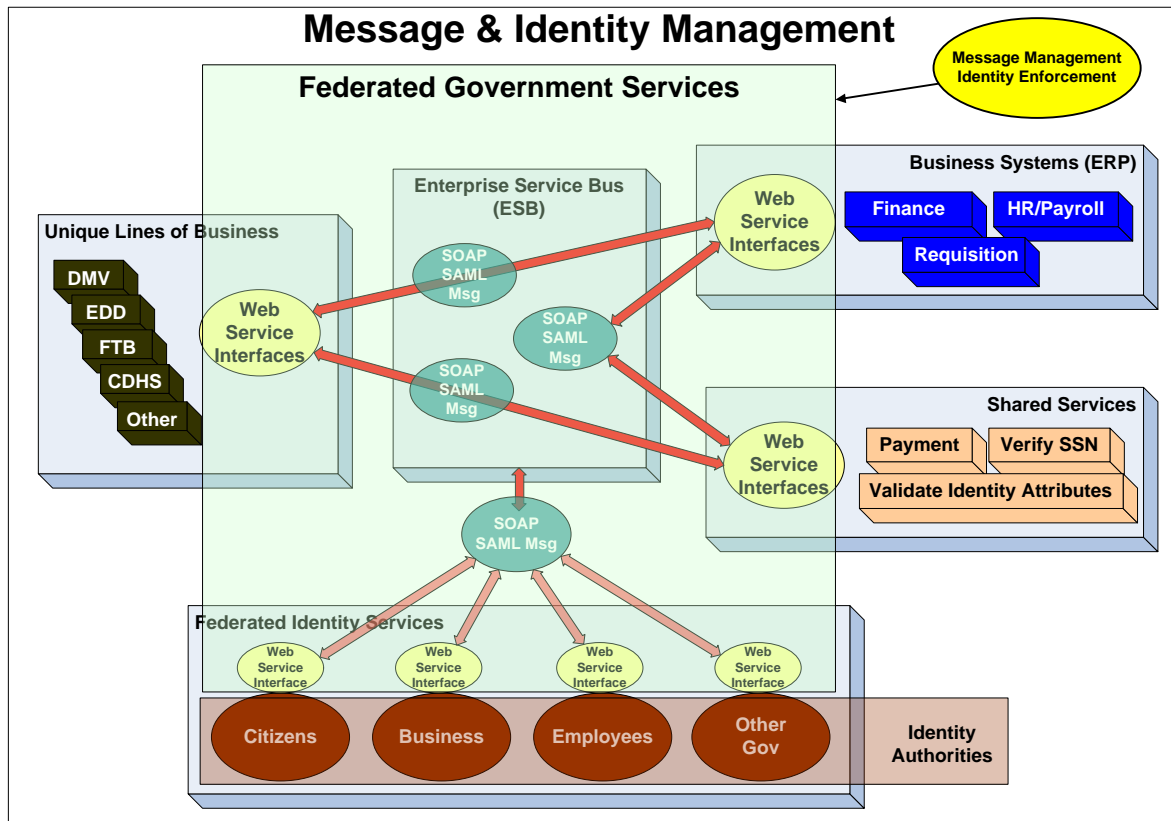 Message & Identity Management
Message Management
Identity Enforcement
Federated Government Services
Business Systems (ERP)
Finance
HR/Payroll
Requisition
Web
Service
Interfaces
Enterprise Service Bus
(ESB)
SOAP
SAML
Msg
SOAP
SAML
Msg
SOAP
SAML
Msg
Unique Lines of Business
DMV
EDD
FTB
CDHS
Other
Web
Service
Interfaces
Shared Services
Payment
Verify SSN
Validate Identity Attributes
Web
Service
Interfaces
SOAP
SAML Msg
Federated Identity Services
Web
Service
Interface
Web
Service
Interface
Web
Service
Interface
Web
Service
Interface
Citizens
Business
Employees
Other
Gov
Identity
Authorities